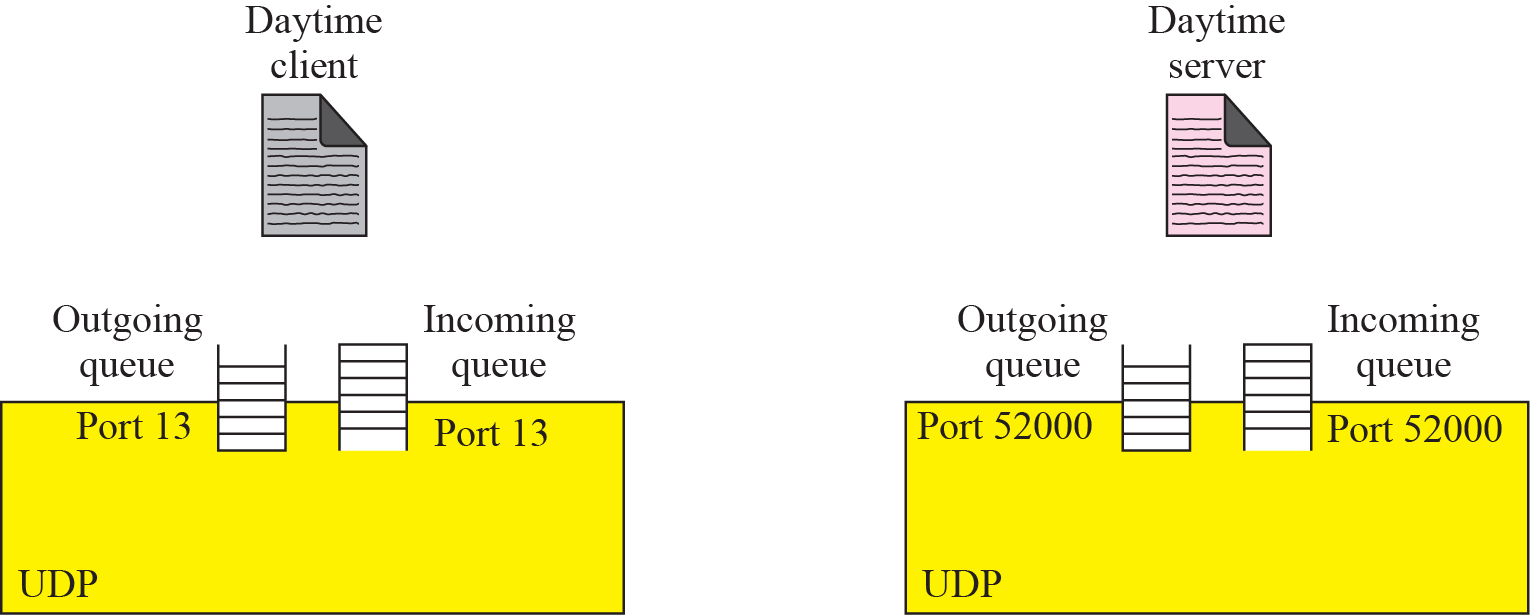 Daytime
client
Outgoing
queue
Incoming
queue
Port 13
Port 13
UDP
Daytime
server
Outgoing
queue
Incoming
queue
Port 52000
Port 52000
UDP